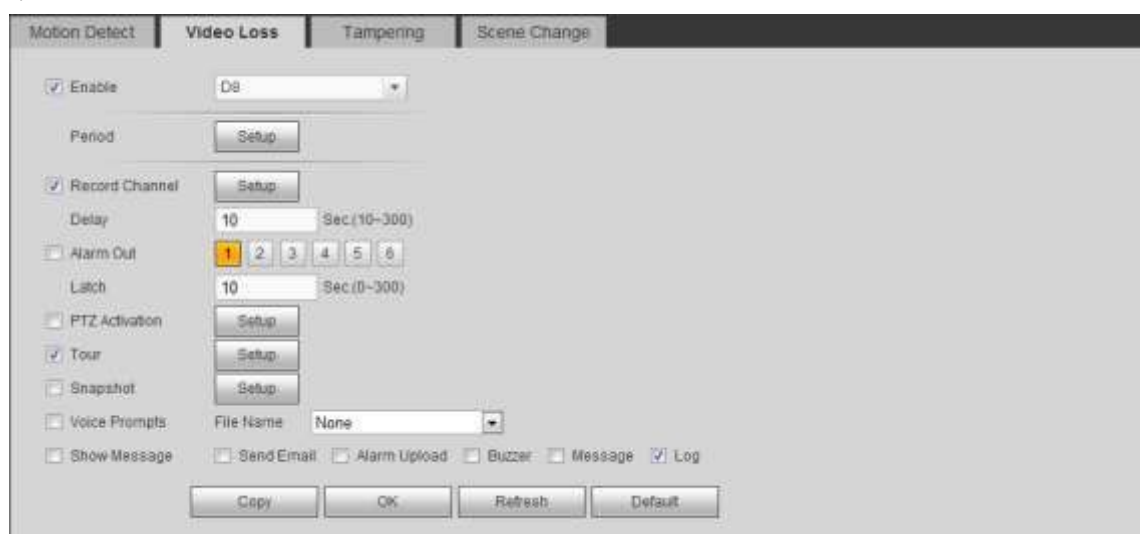 Motion Detect Video Loss Tampering Scene Change
Enable D8
Period Setup
Record Channel Setup
Delay 10 Sec.(10~300)
Alarm Out 1 2 3 4 5 6
Latch 10 Sec.(0~300)
PTZ Activation Setup
Tour Setup
Snapshot Setup
Voice Prompts File Name None
Show Message Send Email Alarm Upload Buzzer Message Log
Copy OK Refresh Default